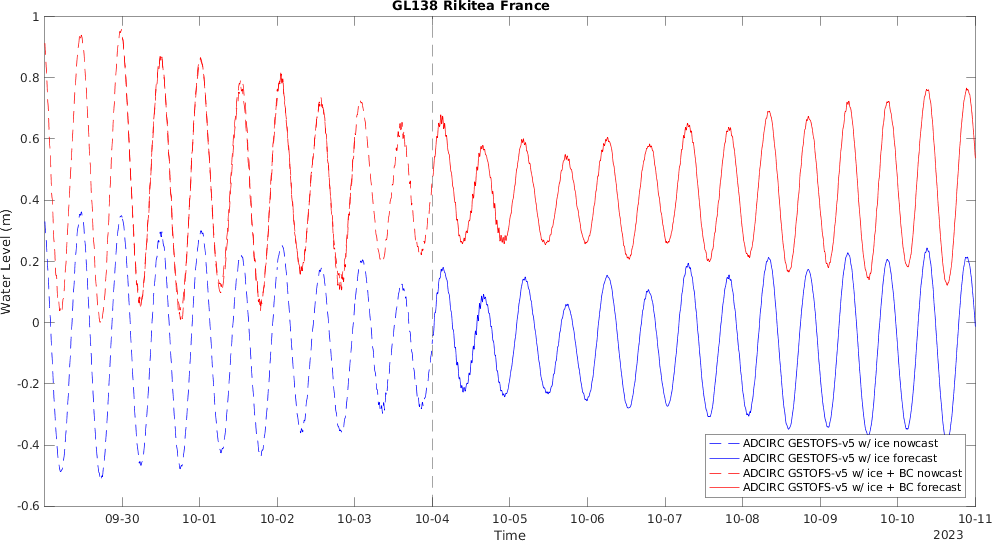 GL138 Rikitea France
Water Level (m)
1
0.8
0.6
0.4
0.2
0
-0.2
-0.4
-0.6
ADCIRC GESTOFS-v5 w/ ice nowcast
ADCIRC GESTOFS-v5 w/ ice forecast
ADCIRC GSTOFS-v5 w/ ice + BC nowcast
ADCIRC GSTOFS-v5 w/ ice + BC forecast
09-30 10-01 10-02 10-03 10-04 10-05 10-06 10-07 10-08 10-09 10-10 10-11
Time
2023